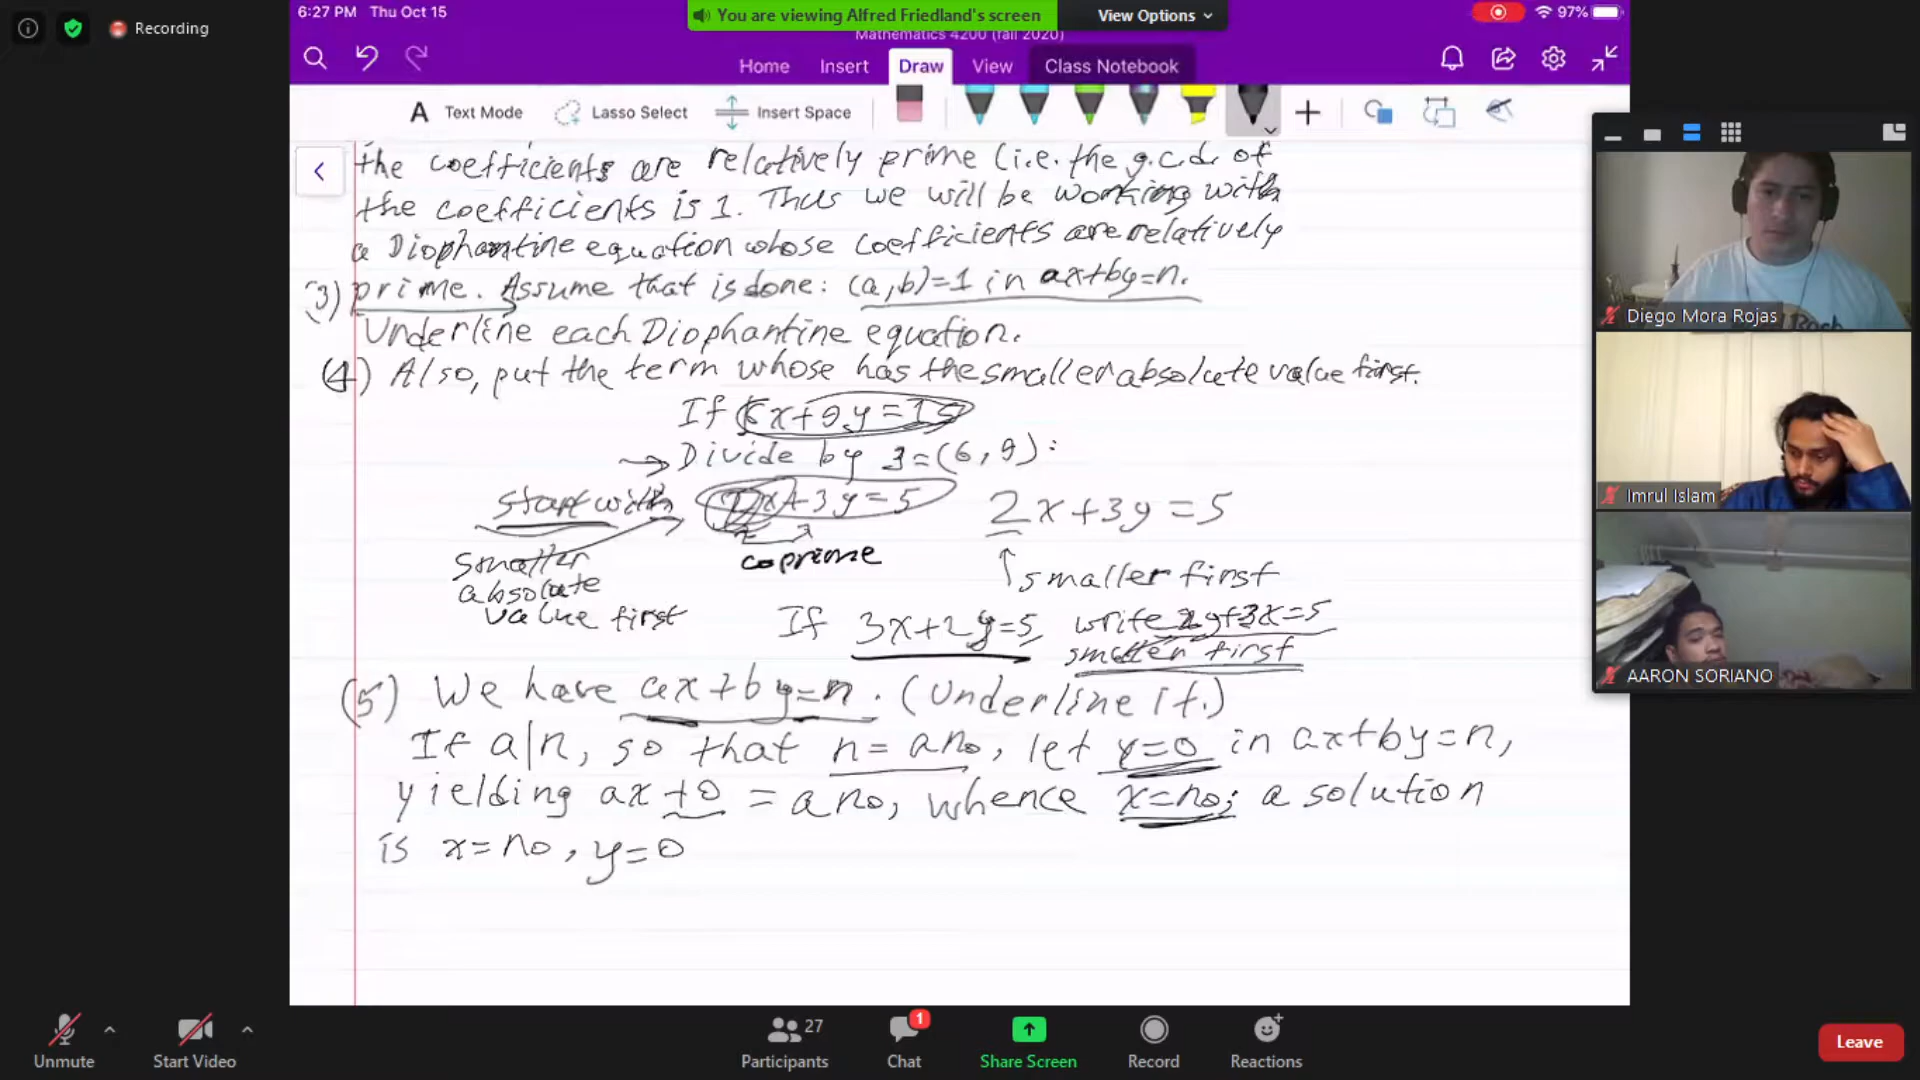 6:27 PM Thu Oct 15
You are viewing Alfred Friedland's screen
View Options
97%
Recording
Mathematics 4200 (fall 2020)
Home Insert Draw View Class Notebook
Text Mode Lasso Select Insert Space
the coefficients are relatively prime (i.e. the g.c.d. of
the coefficients is 1. Thus we will be working with
a Diophantine equation whose coefficients are relatively
(3) prime. Assume that is done: (a,b)=1 in ax+by=n.
Underline each Diophantine equation.
(4) Also, put the term whose has the smaller absolute value first.
If 6x+9y=15
→ Divide by 3=(6,9):
start with 2x+3y=5 2x+3y=5
coprime
smaller absolute value first
↑ smaller first
If 3x+2y=5 write 2y+3x=5
smaller first
(5) We have ax+by=n. (Underline it.)
If a|n, so that n=an₀, let y=0 in ax+by=n,
yielding ax+0=an₀, whence x=n₀; a solution
is x=n₀, y=0
Diego Mora Rojas
Imrul Islam
AARON SORIANO
Unmute
Start Video
27
Participants
1
Chat
Share Screen
Record
Reactions
Leave